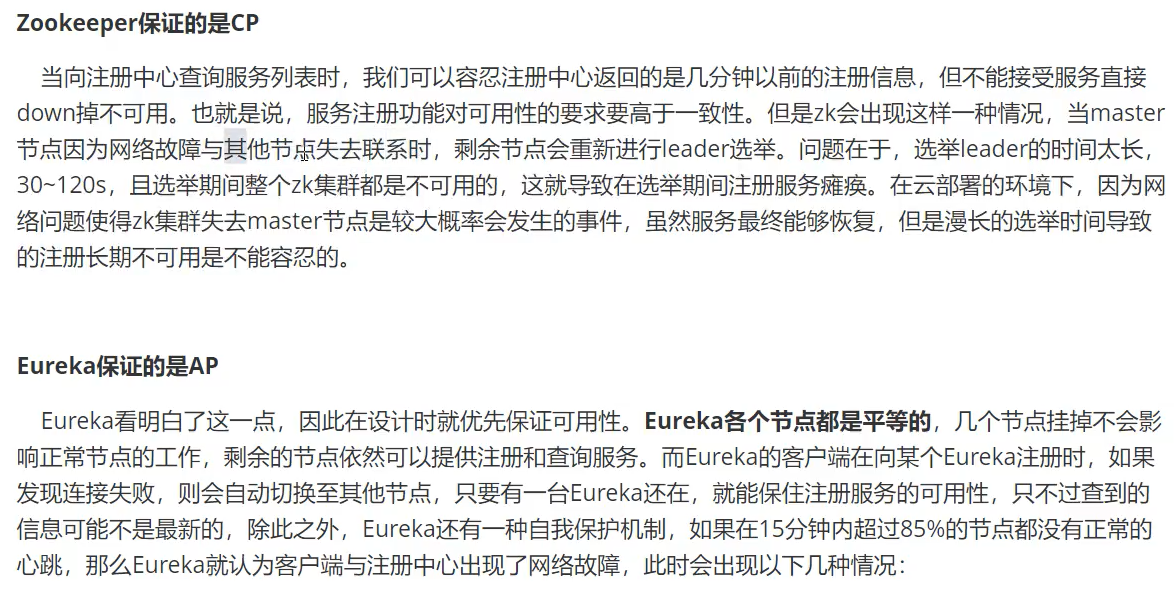 Zookeeper保证的是CP
当向注册中心查询服务列表时，我们可以容忍注册中心返回的是几分钟以前的注册信息，但不能接受服务直接
down掉不可用。也就是说，服务注册功能对可用性的要求要高于一致性。但是zk会出现这样一种情况，当master
节点因为网络故障与其他节点失去联系时，剩余节点会重新进行leader选举。问题在于，选举leader的时间太长，
30~120s，且选举期间整个zk集群都是不可用的，这就导致在选举期间注册服务瘫痪。在云部署的环境下，因为网
络问题使得zk集群失去master节点是较大概率会发生的事件，虽然服务最终能够恢复，但是漫长的选举时间导致
的注册长期不可用是不能容忍的。
Eureka保证的是AP
Eureka看明白了这一点，因此在设计时就优先保证可用性。Eureka各个节点都是平等的，几个节点挂掉不会影
响正常节点的工作，剩余的节点依然可以提供注册和查询服务。而Eureka的客户端在向某个Eureka注册时，如果
发现连接失败，则会自动切换至其他节点，只要有一台Eureka还在，就能保住注册服务的可用性，只不过查到的
信息可能不是最新的，除此之外，Eureka还有一种自我保护机制，如果在15分钟内超过85%的节点都没有正常的
心跳，那么Eureka就认为客户端与注册中心出现了网络故障，此时会出现以下几种情况：